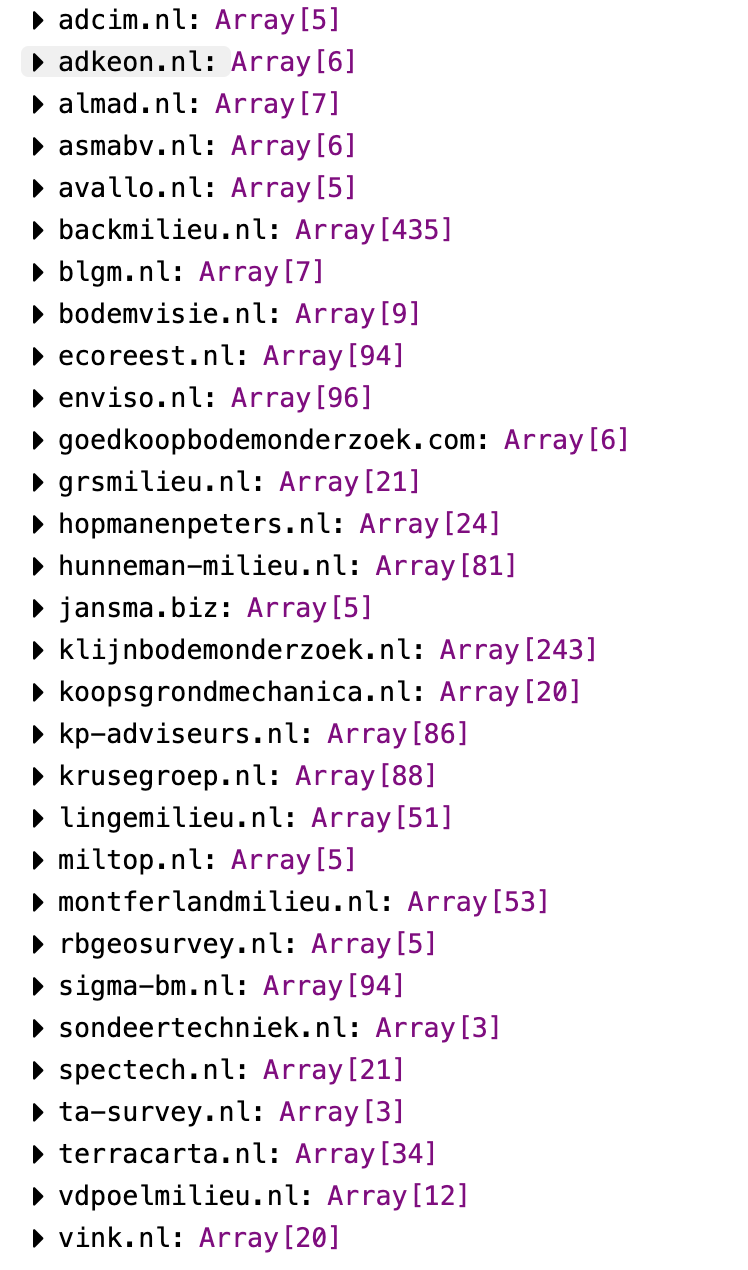 adcim.nl: Array[5]
adkeon.nl: Array[6]
almad.nl: Array[7]
asmabv.nl: Array[6]
avallo.nl: Array[5]
backmilieu.nl: Array[435]
blgm.nl: Array[7]
bodemvisie.nl: Array[9]
ecoreest.nl: Array[94]
enviso.nl: Array[96]
goedkoopbodemonderzoek.com: Array[6]
grsmilieu.nl: Array[21]
hopmanenpeters.nl: Array[24]
hunneman-milieu.nl: Array[81]
jansma.biz: Array[5]
klijnbodemonderzoek.nl: Array[243]
koopsgrondmechanica.nl: Array[20]
kp-adviseurs.nl: Array[86]
krusegroep.nl: Array[88]
lingemilieu.nl: Array[51]
miltop.nl: Array[5]
montferlandmilieu.nl: Array[53]
rbgeosurvey.nl: Array[5]
sigma-bm.nl: Array[94]
sondeertechniek.nl: Array[3]
spectech.nl: Array[21]
ta-survey.nl: Array[3]
terracarta.nl: Array[34]
vdpoelmilieu.nl: Array[12]
vink.nl: Array[20]